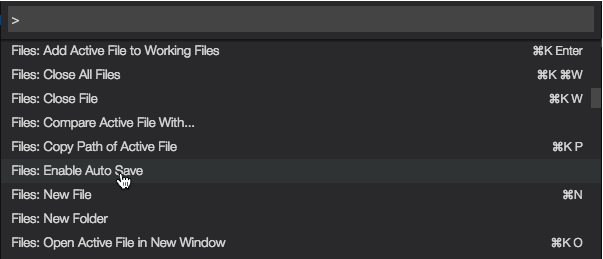 >
Files: Add Active File to Working Files ⌘K Enter
Files: Close All Files ⌘K ⌘W
Files: Close File ⌘K W
Files: Compare Active File With...
Files: Copy Path of Active File ⌘K P
Files: Enable Auto Save
Files: New File ⌘N
Files: New Folder
Files: Open Active File in New Window ⌘K O